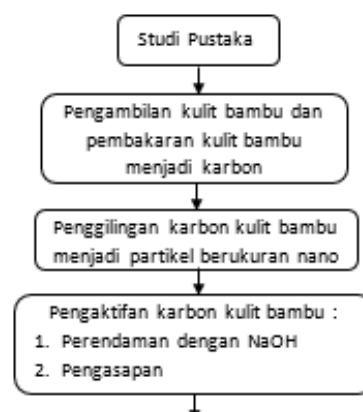 Studi Pustaka
Pengambilan kulit bambu dan
pembakaran kulit bambu
menjadi karbon
Penggilingan karbon kulit bambu
menjadi partikel berukuran nano
Pengaktifan karbon kulit bambu :
1. Perendaman dengan NaOH
2. Pengasapan